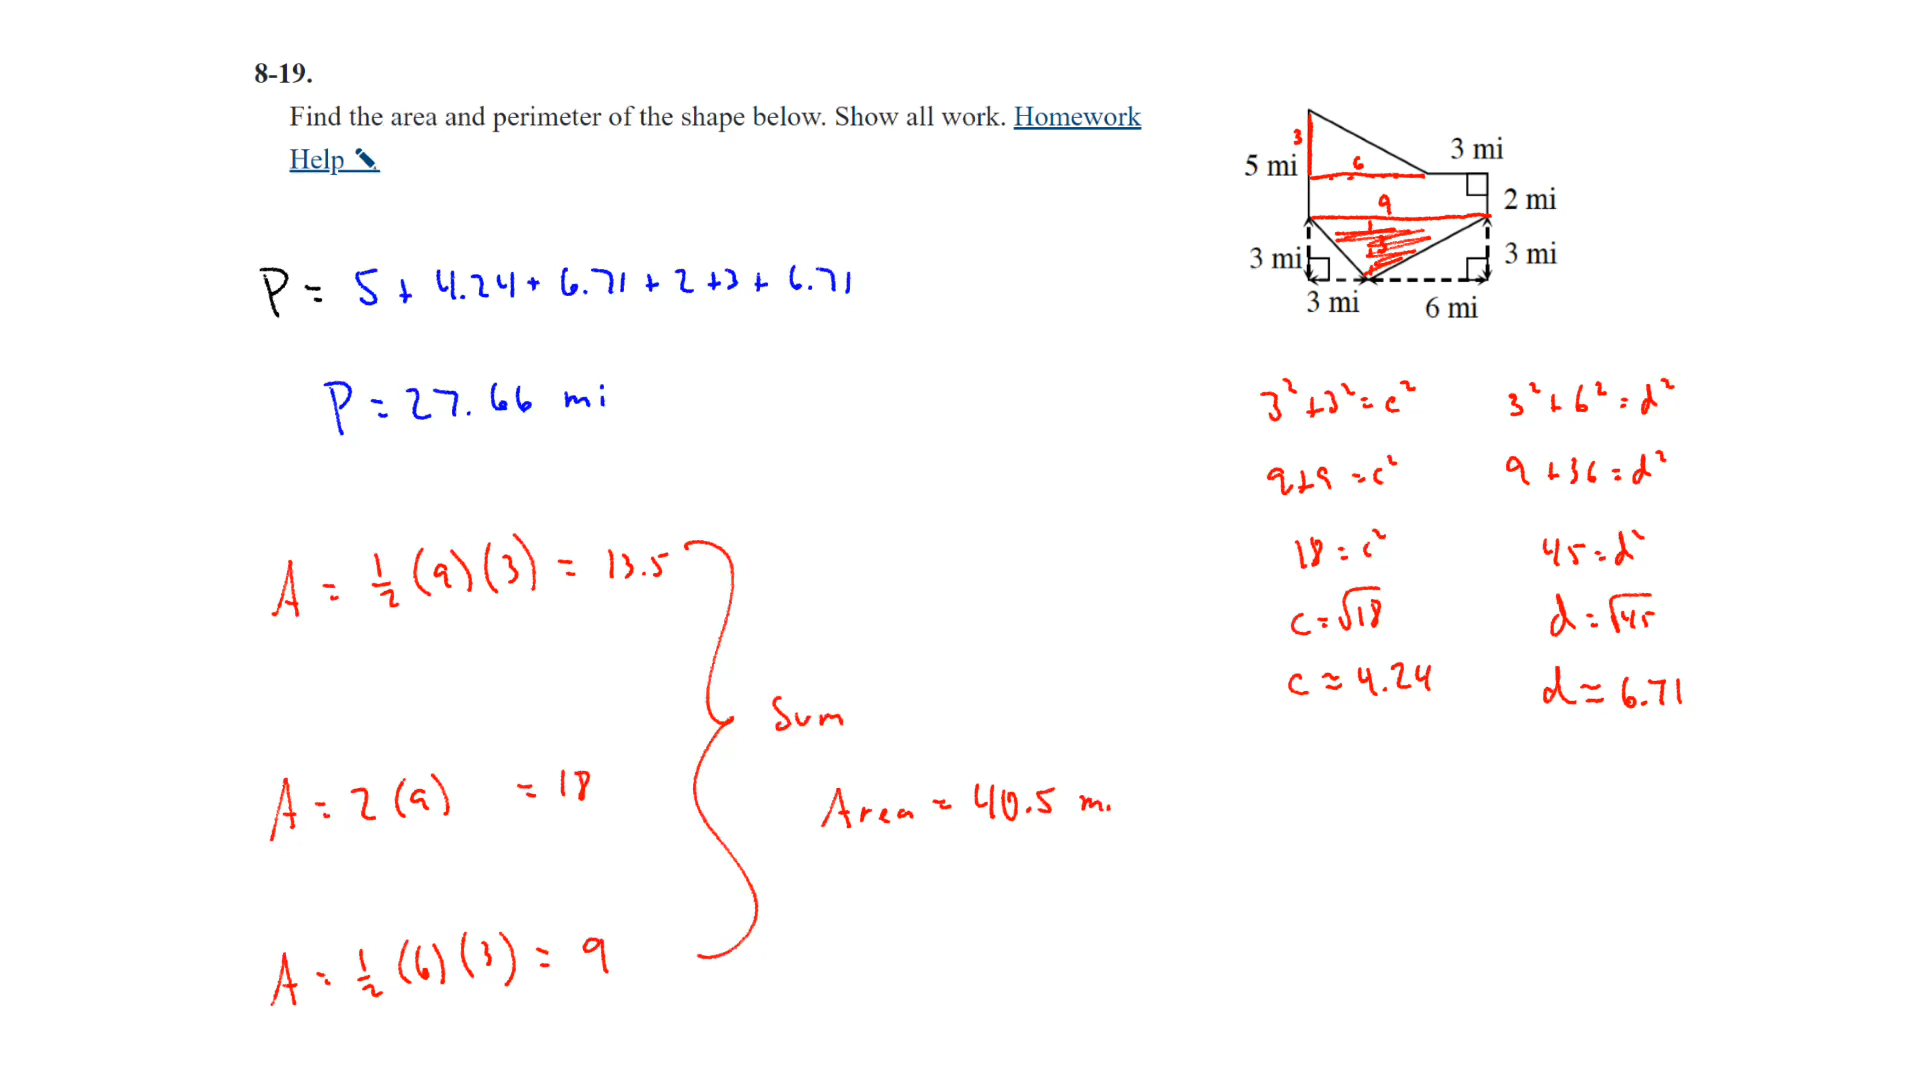 8-19.
Find the area and perimeter of the shape below. Show all work. Homework
Help
3
5 mi
6
3 mi
9
2 mi
3 mi
3 mi
3 mi
6 mi
P = 5 + 4.24 + 6.71 + 2 + 3 + 6.71
P = 27.66 mi
3² + 3² = c²
9 + 9 = c²
18 = c²
c = √18
c ≈ 4.24
3² + 6² = d²
9 + 36 = d²
45 = d²
d = √45
d ≈ 6.71
A = 1/2 (9)(3) = 13.5
A = 2(9) = 18
A = 1/2 (6)(3) = 9
Sum
Area = 40.5 mi